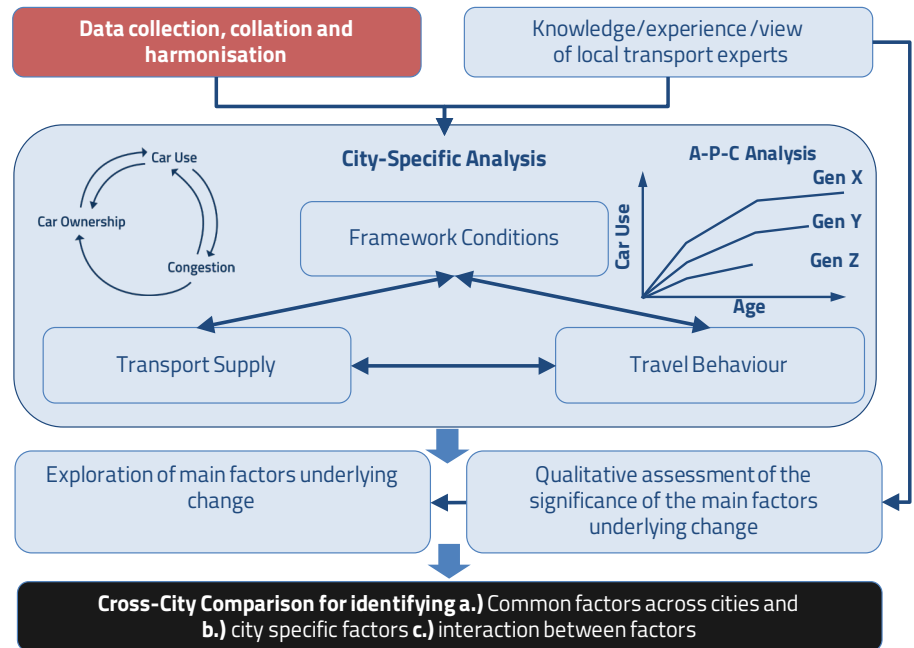 Data collection, collation and
harmonisation
Knowledge/experience/view
of local transport experts
City-Specific Analysis
A-P-C Analysis
Car Use
Car Ownership
Congestion
Framework Conditions
Transport Supply
Travel Behaviour
Car Use
Gen X
Gen Y
Gen Z
Age
Exploration of main factors underlying
change
Qualitative assessment of the
significance of the main factors
underlying change
Cross-City Comparison for identifying a.) Common factors across cities and
b.) city specific factors c.) interaction between factors